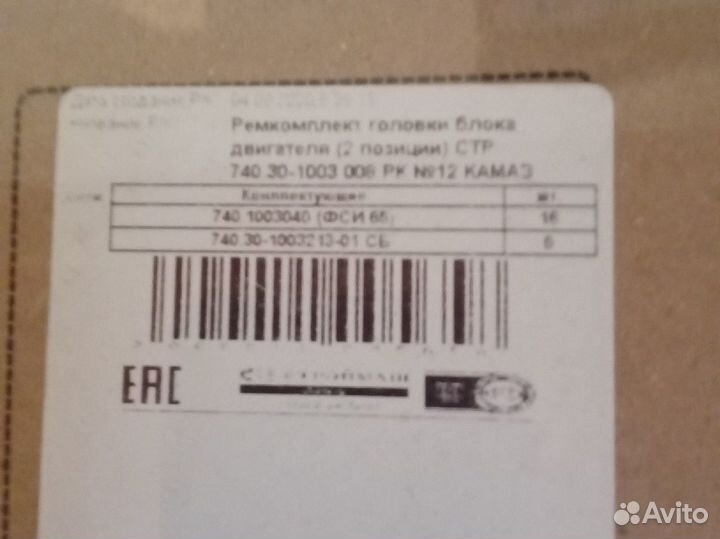 Ремкомплект головки блока
двигателя (2 позиции) СТР
740.30-1003 008 РК №12 КАМАЗ
Комплектующие шт.
740.1003040 (ФСИ 65) 16
740.30-1003213-01 СБ 8
ЕАС
Avito